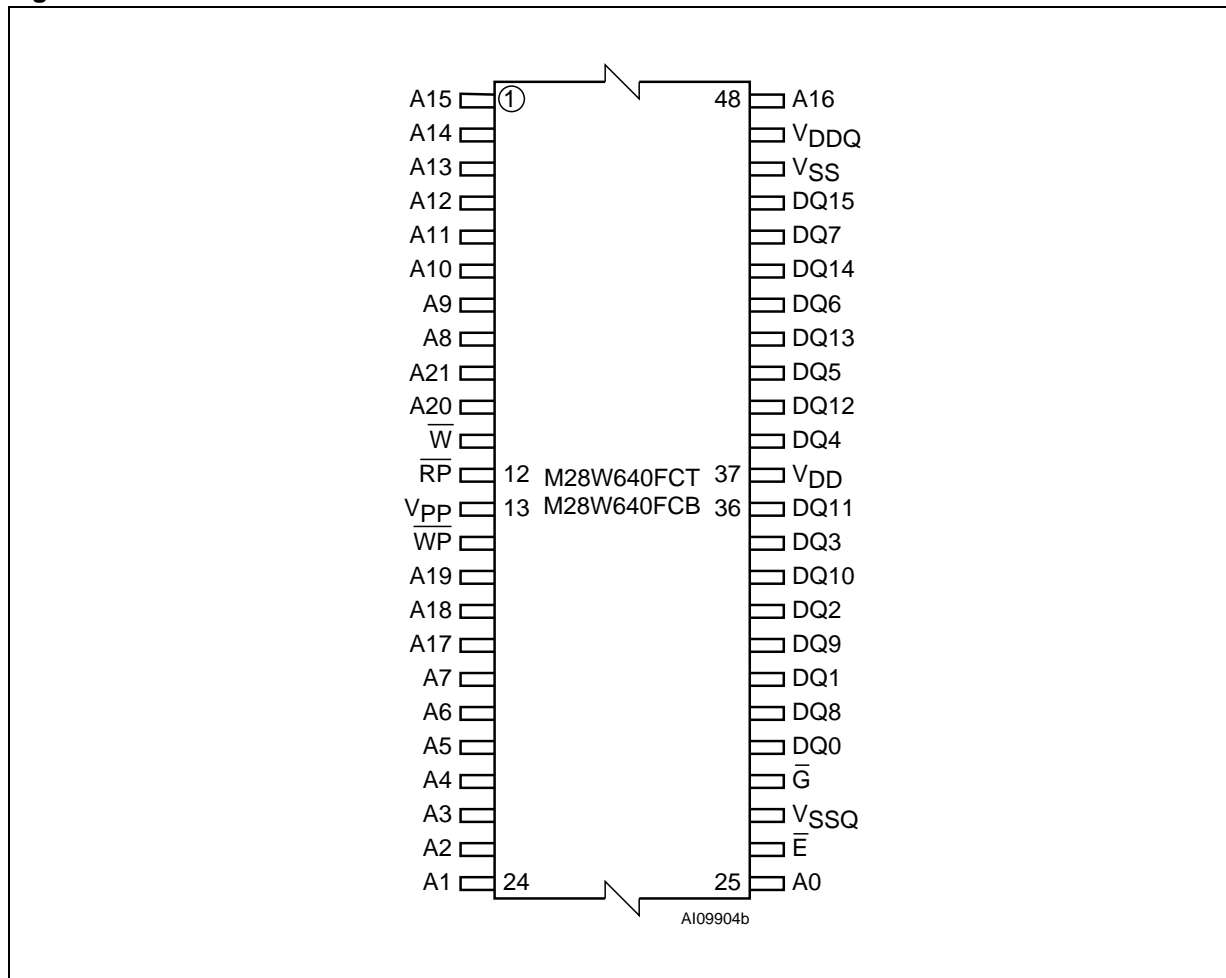 A15 ① 48 A16
A14 VDDQ
A13 VSS
A12 DQ15
A11 DQ7
A10 DQ14
A9 DQ6
A8 DQ13
A21 DQ5
A20 DQ12
W̅ DQ4
R̅P̅ 12 M28W640FCT 37 VDD
VPP 13 M28W640FCB 36 DQ11
W̅P̅ DQ3
A19 DQ10
A18 DQ2
A17 DQ9
A7 DQ1
A6 DQ8
A5 DQ0
A4 G̅
A3 VSSQ
A2 E̅
A1 24 25 A0
AI09904b